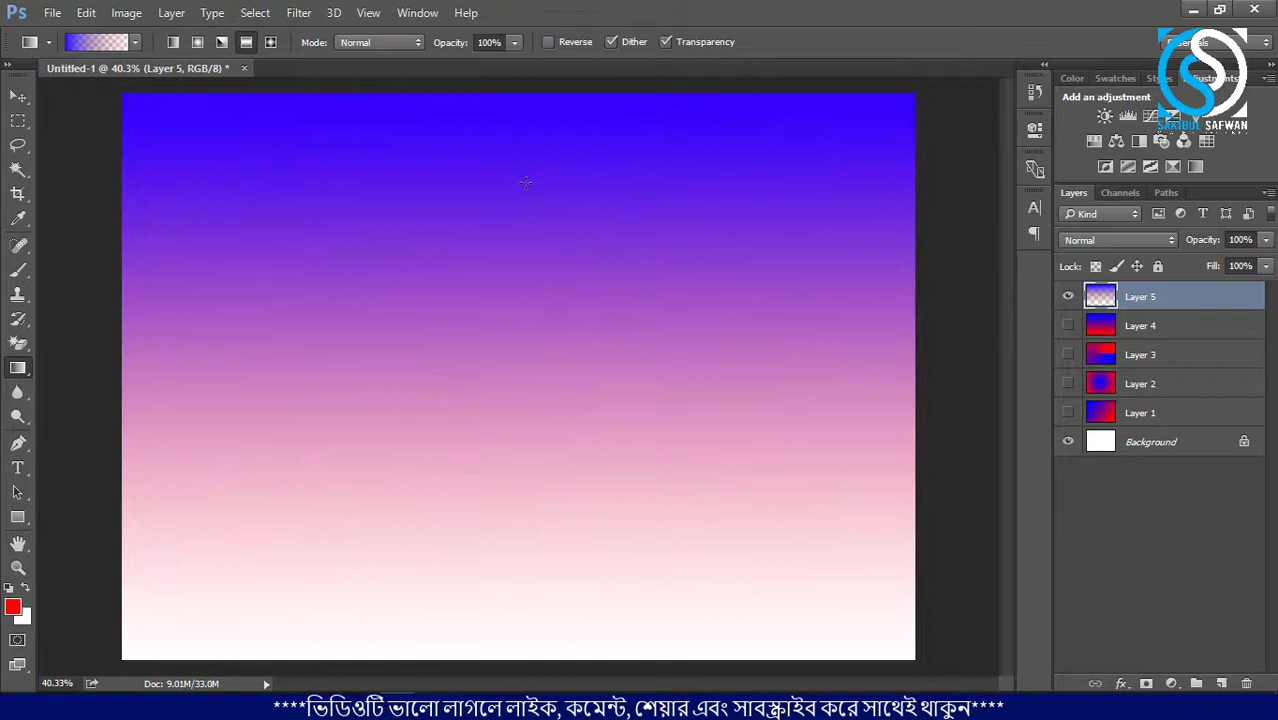 Ps File Edit Image Layer Type Select Filter 3D View Window Help
Mode: Normal Opacity: 100% Reverse Dither Transparency
Untitled-1 @ 40.3% (Layer 5, RGB/8) * ×
Color Swatches Adjustments
Add an adjustment
SAKIBUL SAFWAN
Layers Channels Paths
Kind
Normal Opacity: 100%
Lock: Fill: 100%
Layer 5
Layer 4
Layer 3
Layer 2
Layer 1
Background
40.33% Doc: 9.01M/33.0M
****ভিডিওটি ভালো লাগলে লাইক, কমেন্ট, শেয়ার এবং সাবস্ক্রাইব করে সাথেই থাকুন****